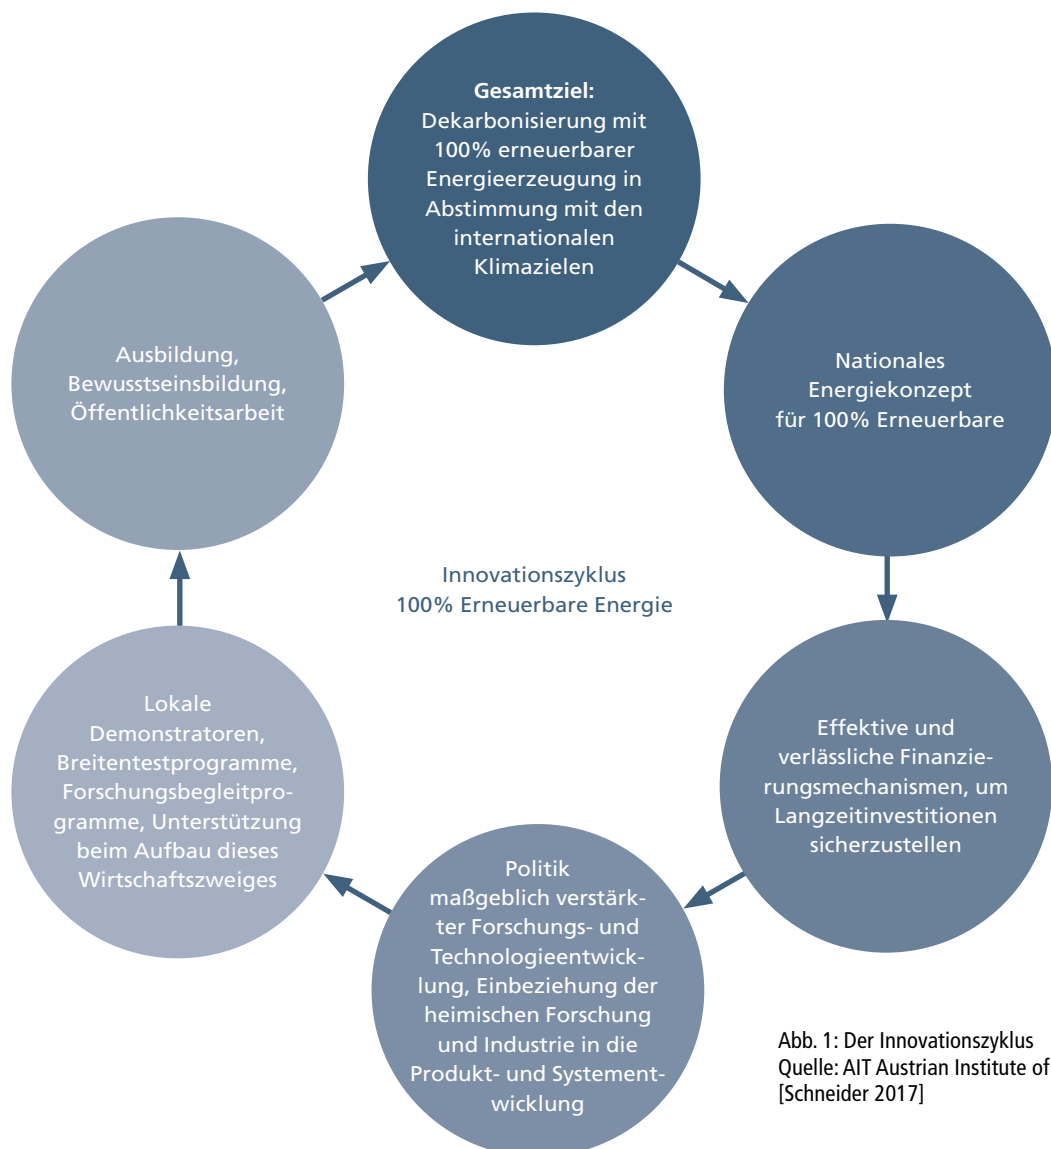 Gesamtziel:
Dekarbonisierung mit
100% erneuerbarer
Energieerzeugung in
Abstimmung mit den
internationalen
Klimazielen
Nationales
Energiekonzept
für 100% Erneuerbare
Effektive und
verlässliche Finanzie-
rungsmechanismen, um
Langzeitinvestitionen
sicherzustellen
Politik
maßgeblich verstärk-
ter Forschungs- und
Technologieentwick-
lung, Einbeziehung der
heimischen Forschung
und Industrie in die
Produkt- und Systement-
wicklung
Lokale
Demonstratoren,
Breitentestprogramme,
Forschungsbegleitpro-
gramme, Unterstützung
beim Aufbau dieses
Wirtschaftszweiges
Ausbildung,
Bewusstseinsbildung,
Öffentlichkeitsarbeit
Innovationszyklus
100% Erneuerbare Energie
Abb. 1: Der Innovationszyklus
Quelle: AIT Austrian Institute of
[Schneider 2017]